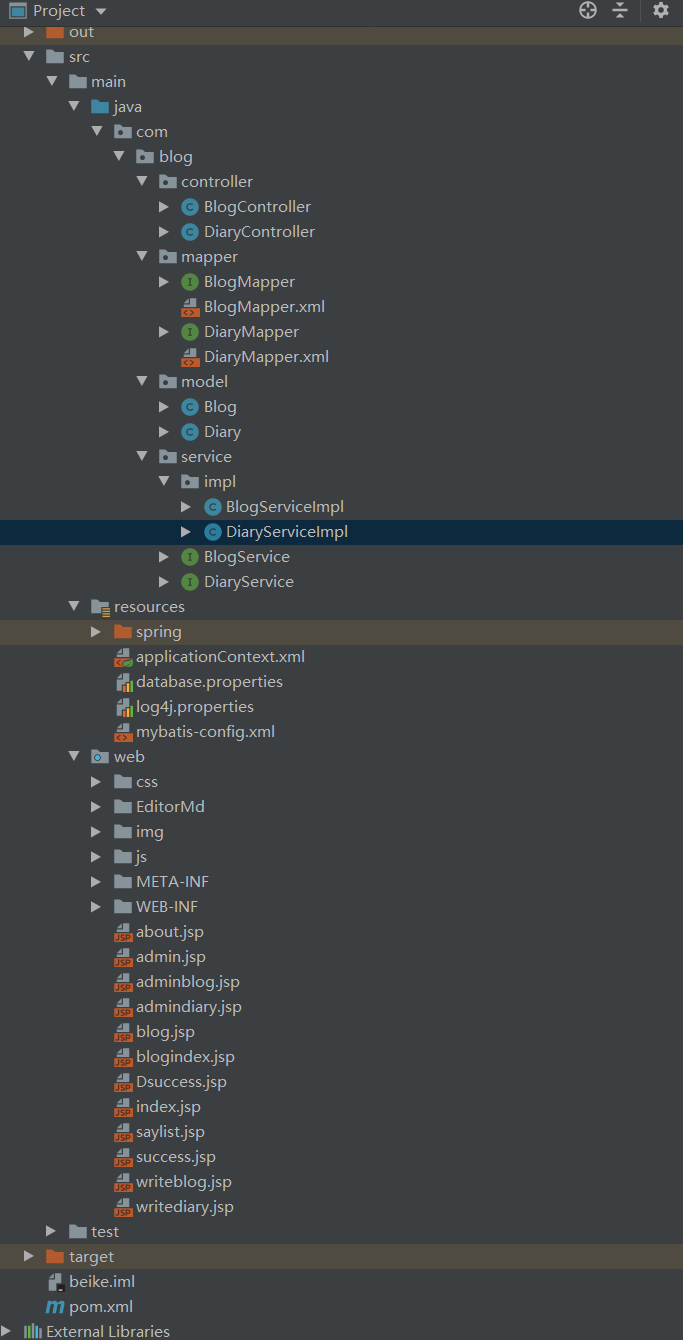 Project
out
src
main
java
com
blog
controller
BlogController
DiaryController
mapper
BlogMapper
BlogMapper.xml
DiaryMapper
DiaryMapper.xml
model
Blog
Diary
service
impl
BlogServiceImpl
DiaryServiceImpl
BlogService
DiaryService
resources
spring
applicationContext.xml
database.properties
log4j.properties
mybatis-config.xml
web
css
EditorMd
img
js
META-INF
WEB-INF
about.jsp
admin.jsp
adminblog.jsp
admindiary.jsp
blog.jsp
blogindex.jsp
Dsuccess.jsp
index.jsp
saylist.jsp
success.jsp
writeblog.jsp
writediary.jsp
test
target
beike.iml
pom.xml
External Libraries